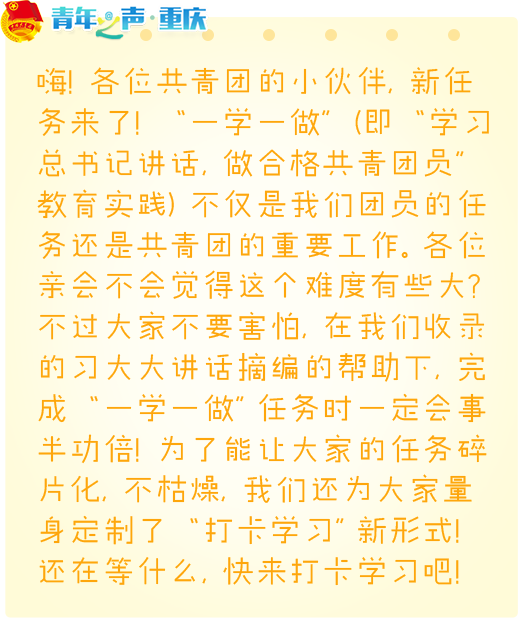 青年之声·重庆
嗨! 各位共青团的小伙伴, 新任
务来了! “一学一做” (即 “学习
总书记讲话, 做合格共青团员”
教育实践) 不仅是我们团员的任
务还是共青团的重要工作。各位
亲会不会觉得这个难度有些大?
不过大家不要害怕, 在我们收录
的习大大讲话摘编的帮助下, 完
成 “一学一做” 任务时一定会事
半功倍! 为了能让大家的任务碎
片化, 不枯燥, 我们还为大家量
身定制了 “打卡学习” 新形式!
还在等什么, 快来打卡学习吧!